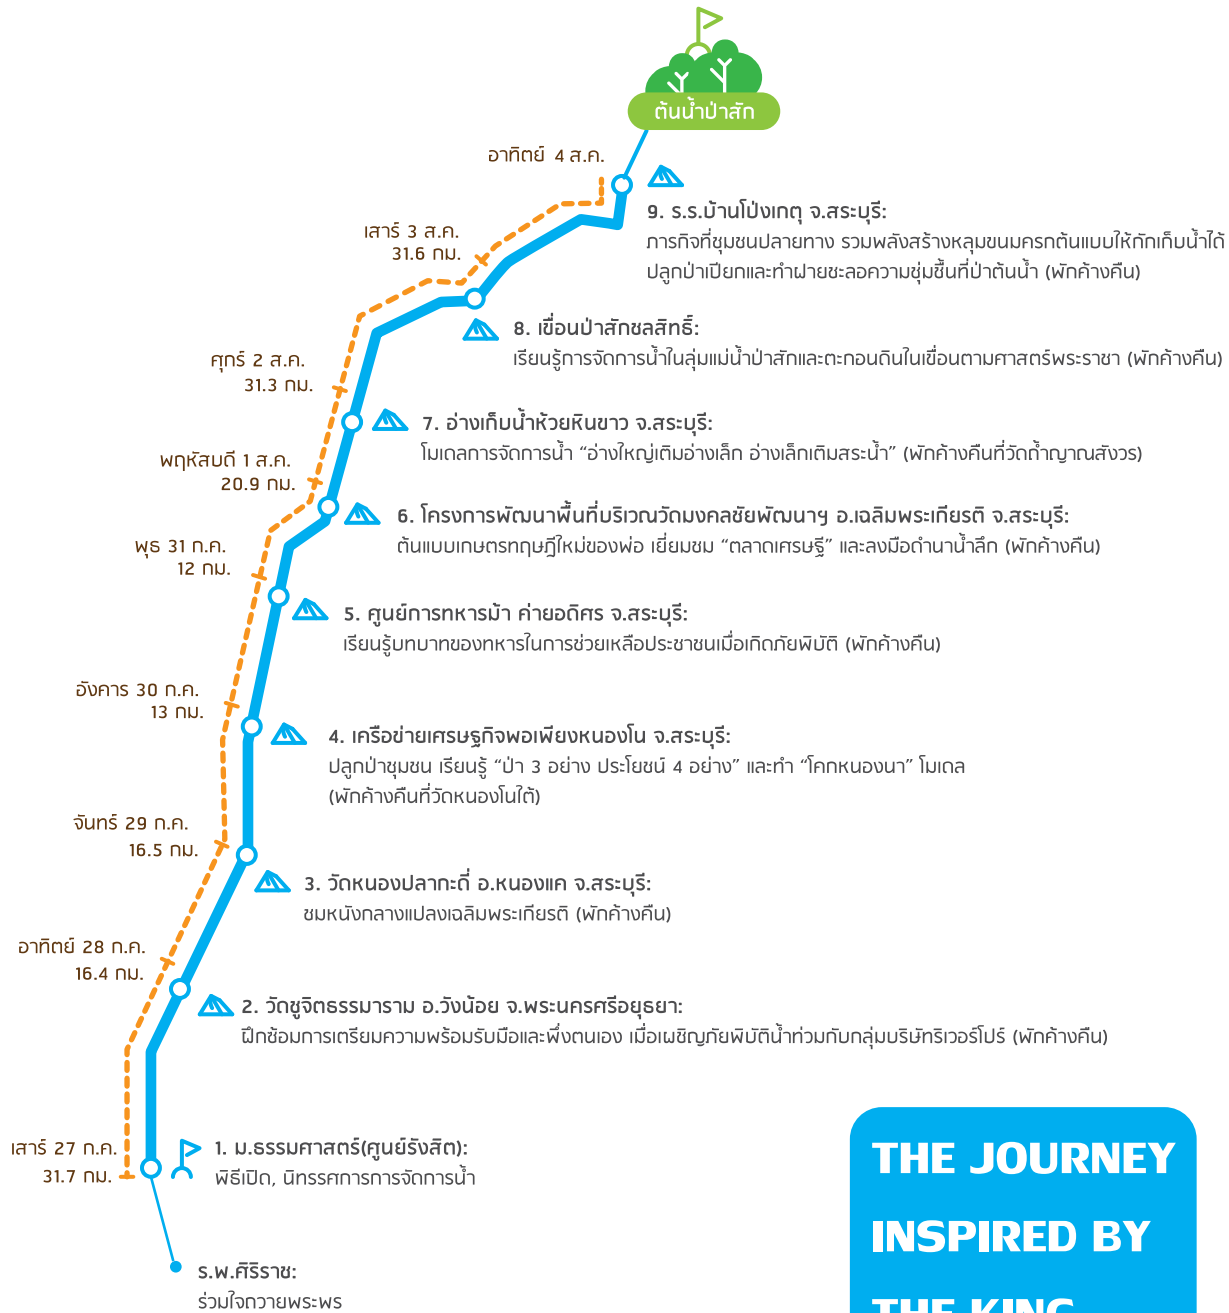 ต้นน้ำป่าสัก
อาทิตย์ 4 ส.ค.
9. ร.ร.บ้านโป่งเกตุ จ.สระบุรี:
ภารกิจที่ชุมชนปลายทาง รวมพลังสร้างหลุมขนมครกต้นแบบให้กักเก็บน้ำได้
ปลูกป่าเปียกและทำฝายชะลอความชุ่มชื้นที่ป่าต้นน้ำ (พักค้างคืน)
เสาร์ 3 ส.ค.
31.6 กม.
8. เขื่อนป่าสักชลสิทธิ์:
เรียนรู้การจัดการน้ำในลุ่มแม่น้ำป่าสักและตะกอนดินในเขื่อนตามศาสตร์พระราชา (พักค้างคืน)
ศุกร์ 2 ส.ค.
31.3 กม.
7. อ่างเก็บน้ำห้วยหินขาว จ.สระบุรี:
โมเดลการจัดการน้ำ “อ่างใหญ่เติมอ่างเล็ก อ่างเล็กเติมสระน้ำ” (พักค้างคืนที่วัดถ้ำญาณสังวร)
พฤหัสบดี 1 ส.ค.
20.9 กม.
6. โครงการพัฒนาพื้นที่บริเวณวัดมงคลชัยพัฒนาฯ อ.เฉลิมพระเกียรติ จ.สระบุรี:
ต้นแบบเกษตรทฤษฎีใหม่ของพ่อ เยี่ยมชม “ตลาดเศรษฐี” และลงมือดำนาน้ำลึก (พักค้างคืน)
พุธ 31 ก.ค.
12 กม.
5. ศูนย์การทหารม้า ค่ายอดิศร จ.สระบุรี:
เรียนรู้บทบาทของทหารในการช่วยเหลือประชาชนเมื่อเกิดภัยพิบัติ (พักค้างคืน)
อังคาร 30 ก.ค.
13 กม.
4. เครือข่ายเศรษฐกิจพอเพียงหนองโน จ.สระบุรี:
ปลูกป่าชุมชน เรียนรู้ “ป่า 3 อย่าง ประโยชน์ 4 อย่าง” และทำ “โคกหนองนา” โมเดล
(พักค้างคืนที่วัดหนองโนใต้)
จันทร์ 29 ก.ค.
16.5 กม.
3. วัดหนองปลากะดี่ อ.หนองแค จ.สระบุรี:
ชมหนังกลางแปลงเฉลิมพระเกียรติ (พักค้างคืน)
อาทิตย์ 28 ก.ค.
16.4 กม.
2. วัดชูจิตธรรมาราม อ.วังน้อย จ.พระนครศรีอยุธยา:
ฝึกซ้อมการเตรียมความพร้อมรับมือและพึ่งตนเอง เมื่อเผชิญภัยพิบัติน้ำท่วมกับกลุ่มบริษัทริเวอร์โปร์ (พักค้างคืน)
เสาร์ 27 ก.ค.
31.7 กม.
1. ม.ธรรมศาสตร์(ศูนย์รังสิต):
พิธีเปิด, นิทรรศการการจัดการน้ำ
ร.พ.ศิริราช:
ร่วมใจถวายพระพร
THE JOURNEY
INSPIRED BY
THE KING